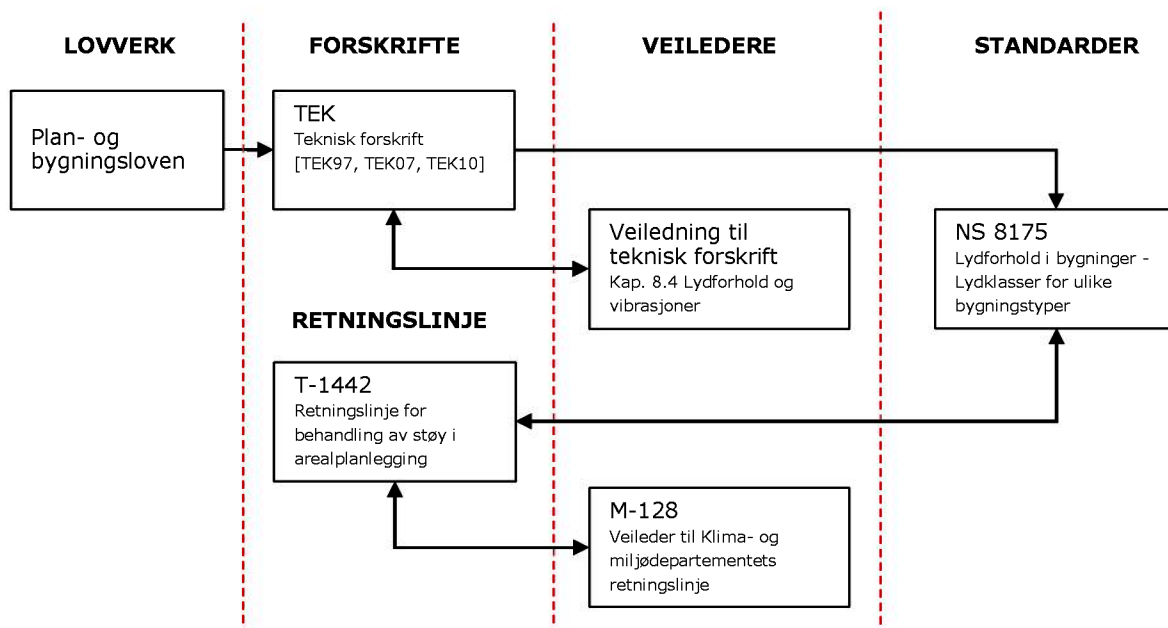 LOVVERK
FORSKRIFTE
VEILEDERE
STANDARDER
Plan- og
bygningsloven
TEK
Teknisk forskrift
[TEK97, TEK07, TEK10]
Veiledning til
teknisk forskrift
Kap. 8.4 Lydforhold og
vibrasjoner
NS 8175
Lydforhold i bygninger -
Lydklasser for ulike
bygningstyper
RETNINGSLINJE
T-1442
Retningslinje for
behandling av støy i
arealplanlegging
M-128
Veileder til Klima- og
miljødepartementets
retningslinje